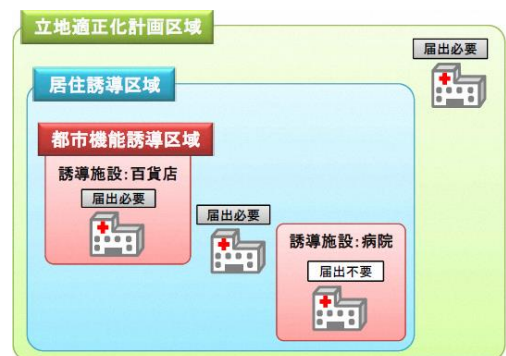 立地適正化計画区域
届出必要
居住誘導区域
都市機能誘導区域
誘導施設:百貨店
届出必要
届出必要
誘導施設:病院
届出不要